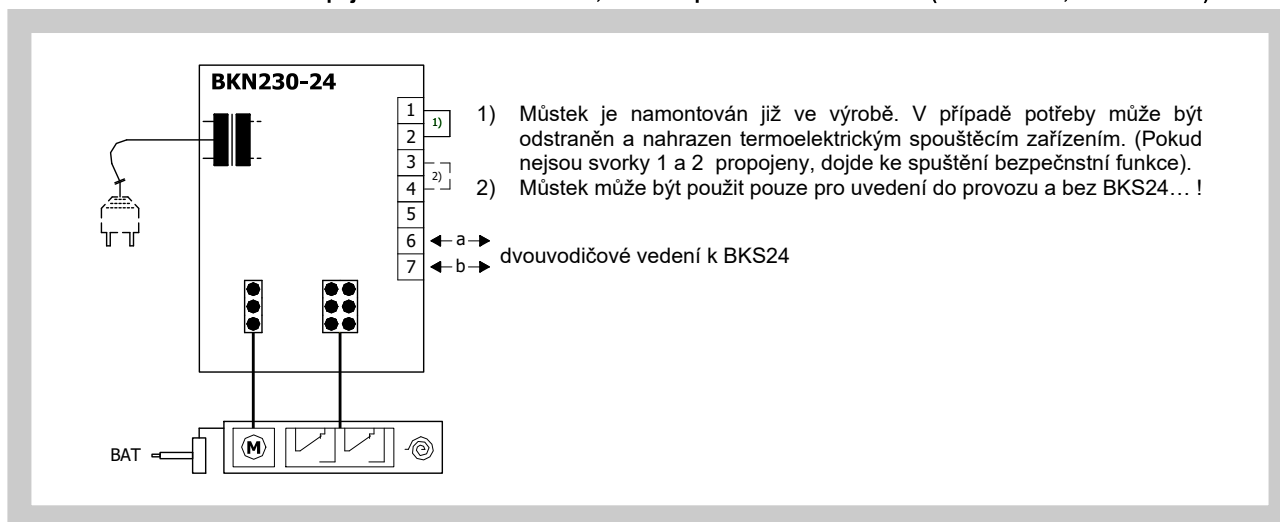 BKN230-24
1
2
3
4
5
6
7
1)
2)
a
b
1) Můstek je namontován již ve výrobě. V případě potřeby může být
odstraněn a nahrazen termoelektrickým spouštěcím zařízením. (Pokud
nejsou svorky 1 a 2 propojeny, dojde ke spuštění bezpečnstní funkce).
2) Můstek může být použit pouze pro uvedení do provozu a bez BKS24… !
dvouvodičové vedení k BKS24
BAT
M